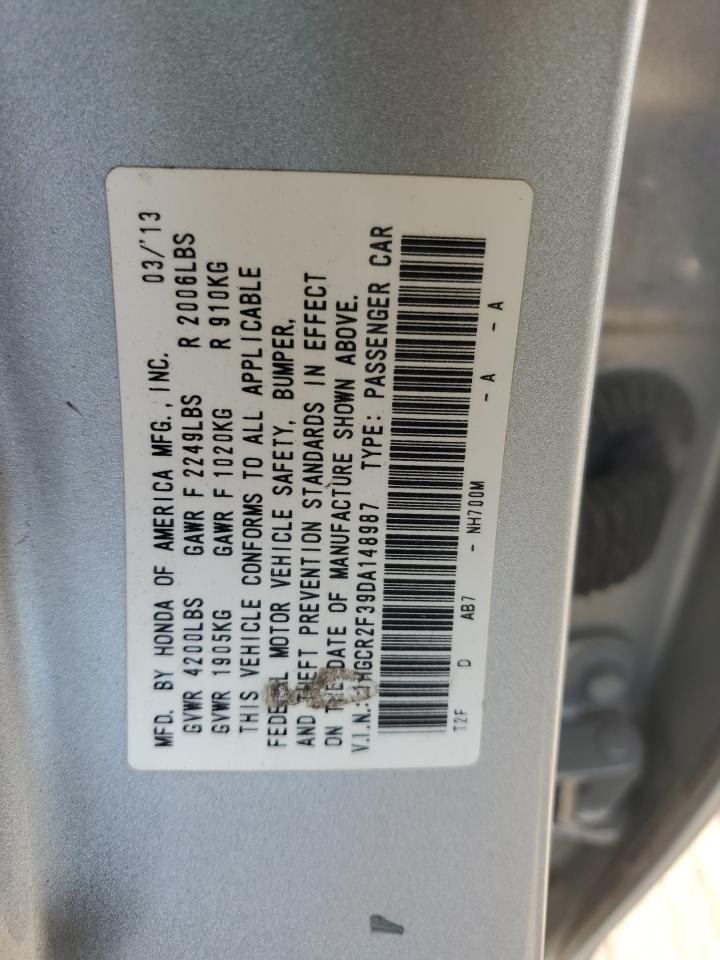 MFD. BY HONDA OF AMERICA MFG., INC. 03/'13
GVWR 4200LBS GAWR F 2249LBS R 2006LBS
GVWR 1905KG GAWR F 1020KG R 910KG
THIS VEHICLE CONFORMS TO ALL APPLICABLE
FEDERAL MOTOR VEHICLE SAFETY, BUMPER,
AND THEFT PREVENTION STANDARDS IN EFFECT
ON THE DATE OF MANUFACTURE SHOWN ABOVE.
V.I.N.: 1HGCR2F39DA148987 TYPE: PASSENGER CAR
T2F D AB7 - NH700M - A - A